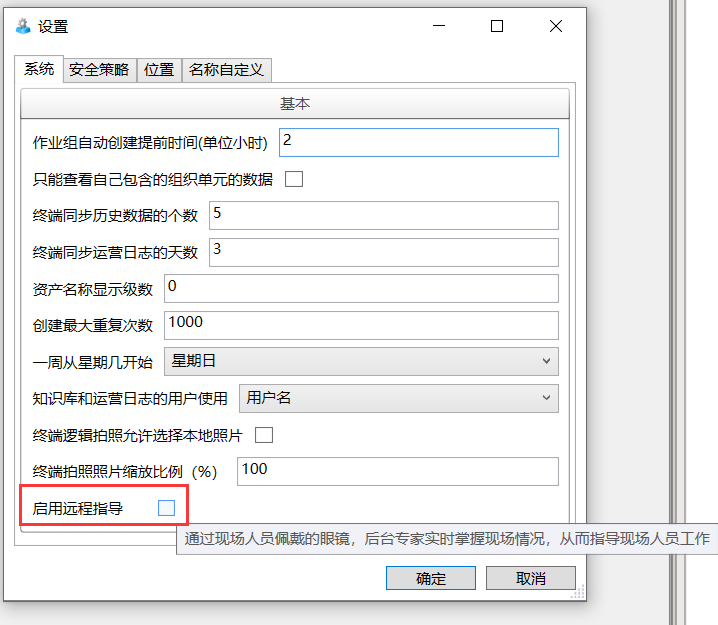 设置
系统 安全策略 位置 名称自定义
基本
作业组自动创建提前时间(单位小时) 2
只能查看自己包含的组织单元的数据
终端同步历史数据的个数 5
终端同步运营日志的天数 3
资产名称显示级数 0
创建最大重复次数 1000
一周从星期几开始 星期日
知识库和运营日志的用户使用 用户名
终端逻辑拍照允许选择本地照片
终端拍照照片缩放比例（%） 100
启用远程指导
通过现场人员佩戴的眼镜，后台专家实时掌握现场情况，从而指导现场人员工作
确定 取消